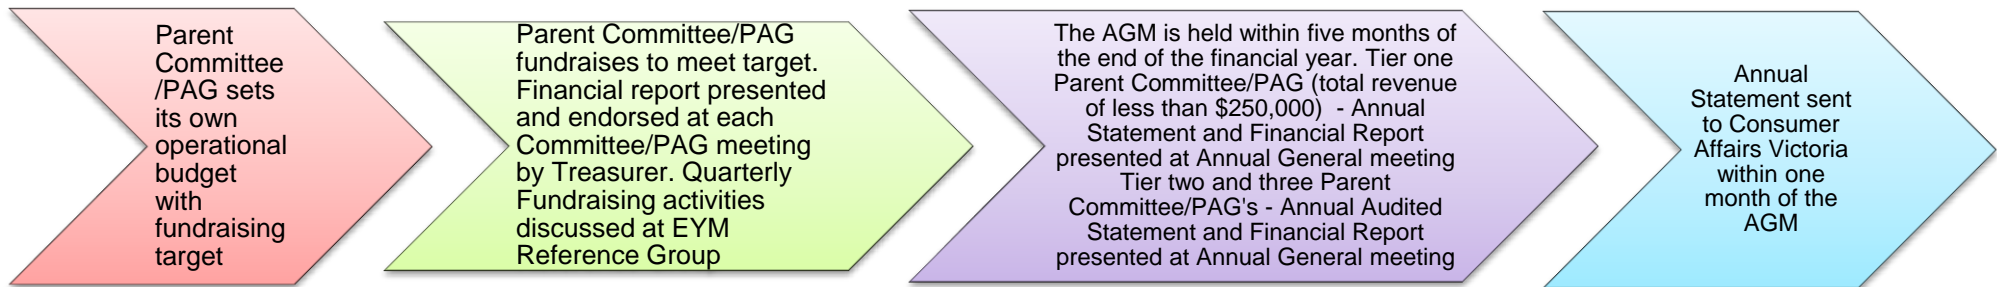 Parent
Committee
/PAG sets
its own
operational
budget
with
fundraising
target
Parent Committee/PAG
fundraises to meet target.
Financial report presented
and endorsed at each
Committee/PAG meeting
by Treasurer. Quarterly
Fundraising activities
discussed at EYM
Reference Group
The AGM is held within five months of
the end of the financial year. Tier one
Parent Committee/PAG (total revenue
of less than $250,000)  - Annual
Statement and Financial Report
presented at Annual General meeting
Tier two and three Parent
Committee/PAG's - Annual Audited
Statement and Financial Report
presented at Annual General meeting
Annual
Statement sent
to Consumer
Affairs Victoria
within one
month of the
AGM